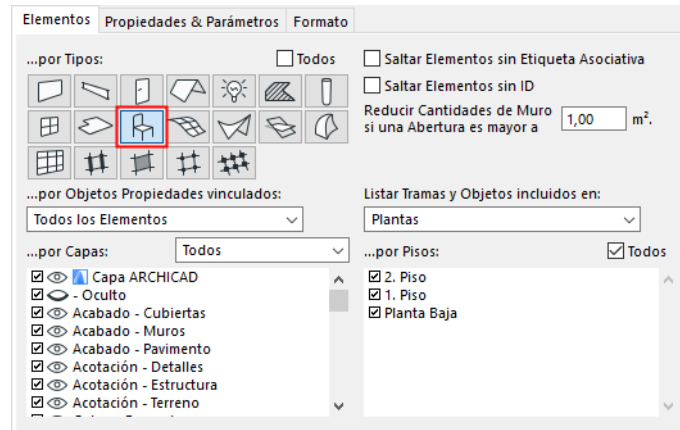 Elementos Propiedades & Parámetros Formato
...por Tipos: Todos
Saltar Elementos sin Etiqueta Asociativa
Saltar Elementos sin ID
Reducir Cantidades de Muro
si una Abertura es mayor a 1,00 m².
...por Objetos Propiedades vinculados:
Todos los Elementos
Listar Tramas y Objetos incluidos en:
Plantas
...por Capas: Todos
Capa ARCHICAD
- Oculto
Acabado - Cubiertas
Acabado - Muros
Acabado - Pavimento
Acotación - Detalles
Acotación - Estructura
Acotación - Terreno
...por Pisos: Todos
2. Piso
1. Piso
Planta Baja